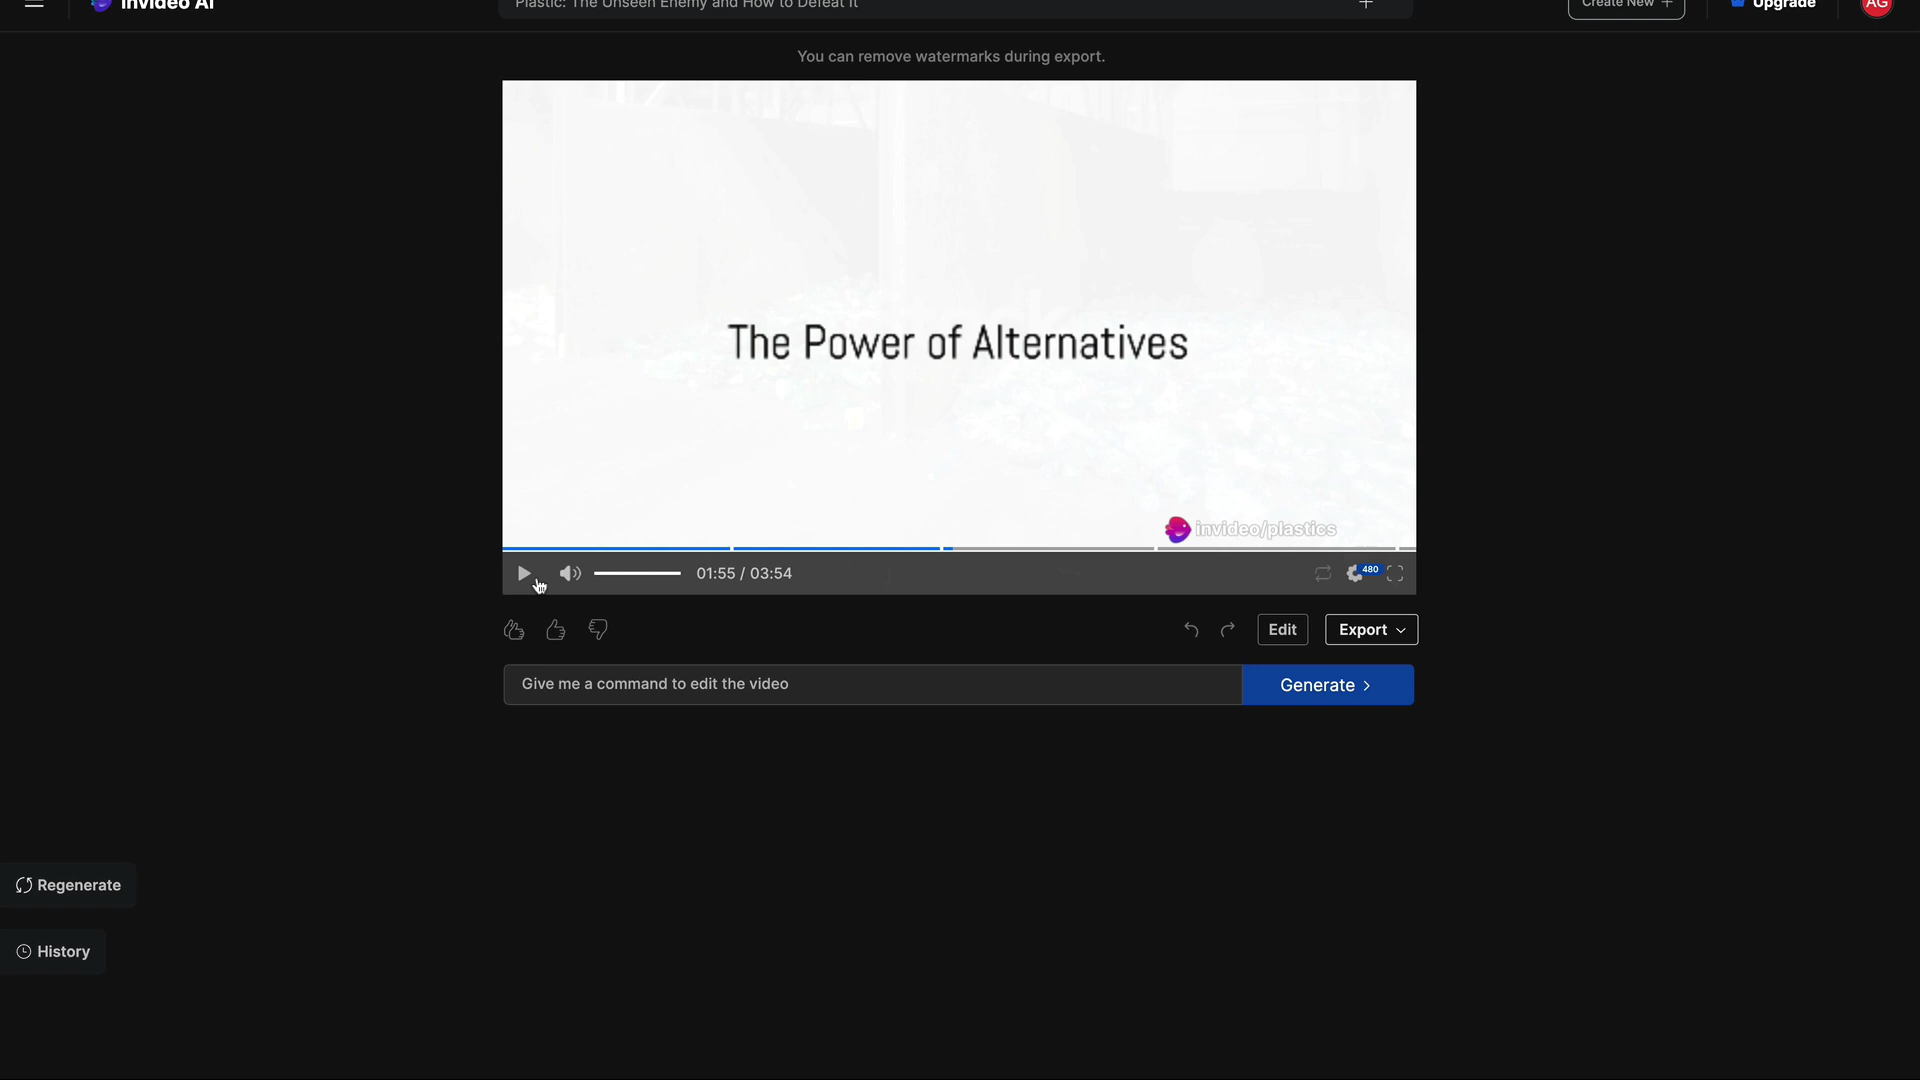 invideo AI
Plastic: The Unseen Enemy and How to Defeat It
Create New
Upgrade
AG
You can remove watermarks during export.
The Power of Alternatives
invideo/plastics
01:55 / 03:54
480
Edit
Export
Give me a command to edit the video
Generate >
Regenerate
History